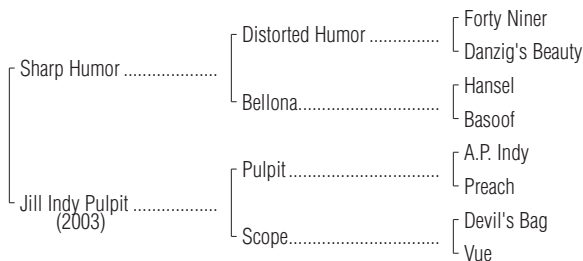 Forty Niner
Distorted Humor ...............
Danzig's Beauty
Sharp Humor ....................
Hansel
Bellona..............................
Basoof
A.P. Indy
Pulpit ................................
Preach
Jill Indy Pulpit ..................
(2003)
Devil's Bag
Scope................................
Vue